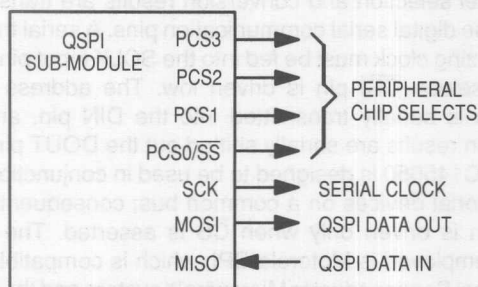 QSPI
SUB-MODULE
PCS3
PCS2
PCS1
PCS0/SS
SCK
MOSI
MISO
PERIPHERAL
CHIP SELECTS
SERIAL CLOCK
QSPI DATA OUT
QSPI DATA IN